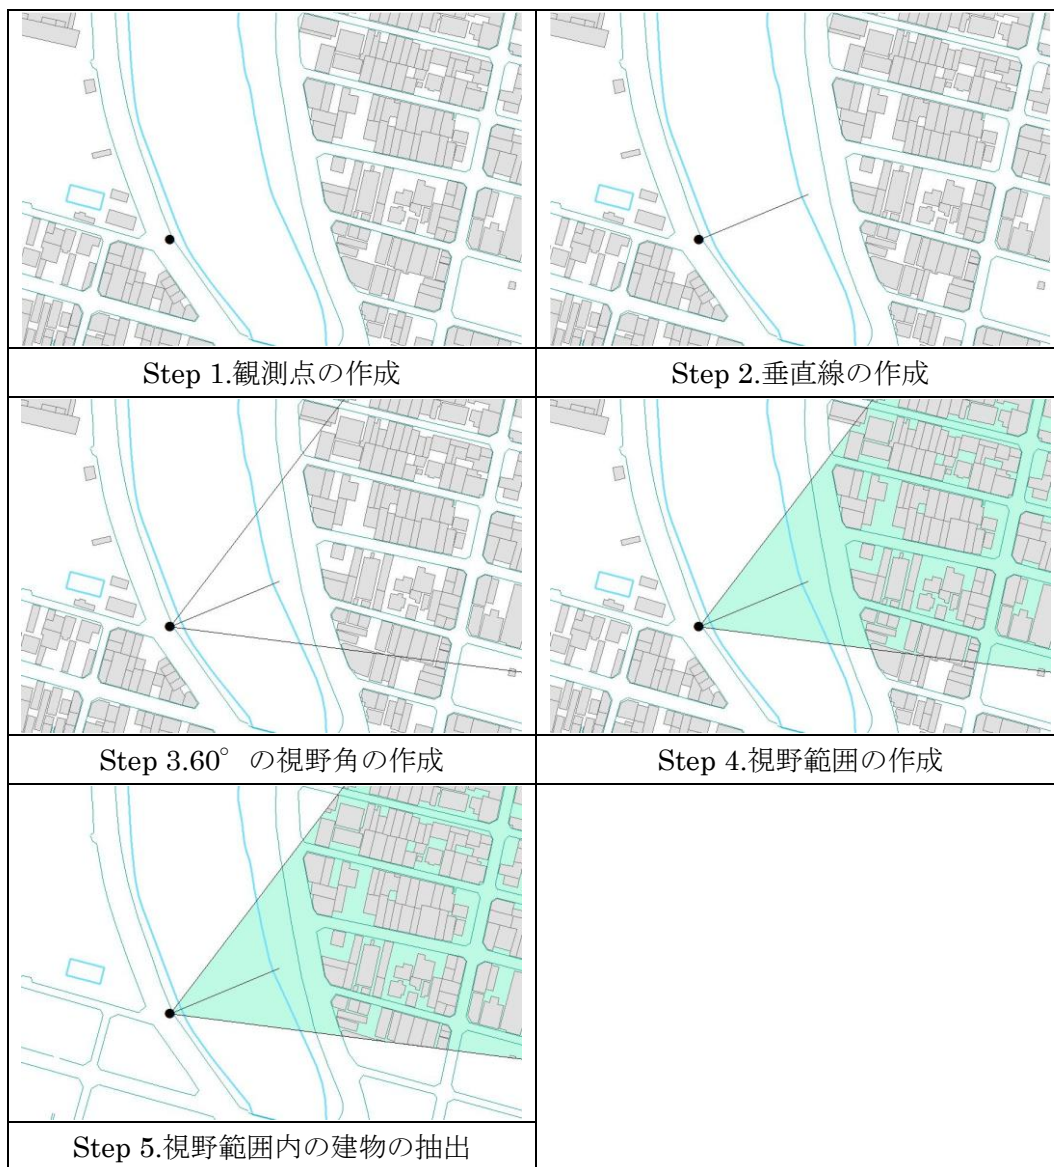 Step 1.観測点の作成
Step 2.垂直線の作成
Step 3.60°の視野角の作成
Step 4.視野範囲の作成
Step 5.視野範囲内の建物の抽出